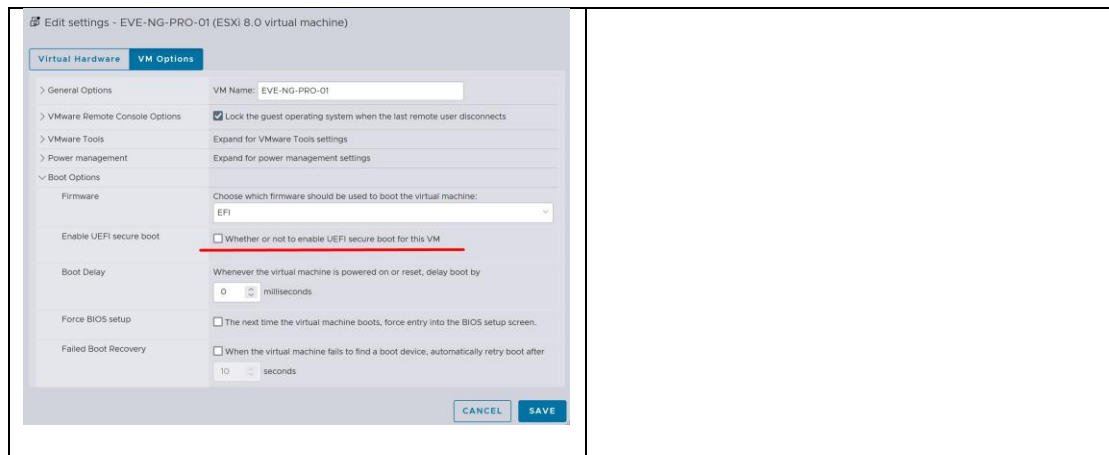 Edit settings - EVE-NG-PRO-01 (ESXi 8.0 virtual machine)
Virtual Hardware VM Options
General Options VM Name: EVE-NG-PRO-01
VMware Remote Console Options Lock the guest operating system when the last remote user disconnects
VMware Tools Expand for VMware Tools settings
Power management Expand for power management settings
Boot Options
Firmware Choose which firmware should be used to boot the virtual machine:
EFI
Enable UEFI secure boot Whether or not to enable UEFI secure boot for this VM
Boot Delay Whenever the virtual machine is powered on or reset, delay boot by
0 milliseconds
Force BIOS setup The next time the virtual machine boots, force entry into the BIOS setup screen.
Failed Boot Recovery When the virtual machine fails to find a boot device, automatically retry boot after
10 seconds
CANCEL SAVE